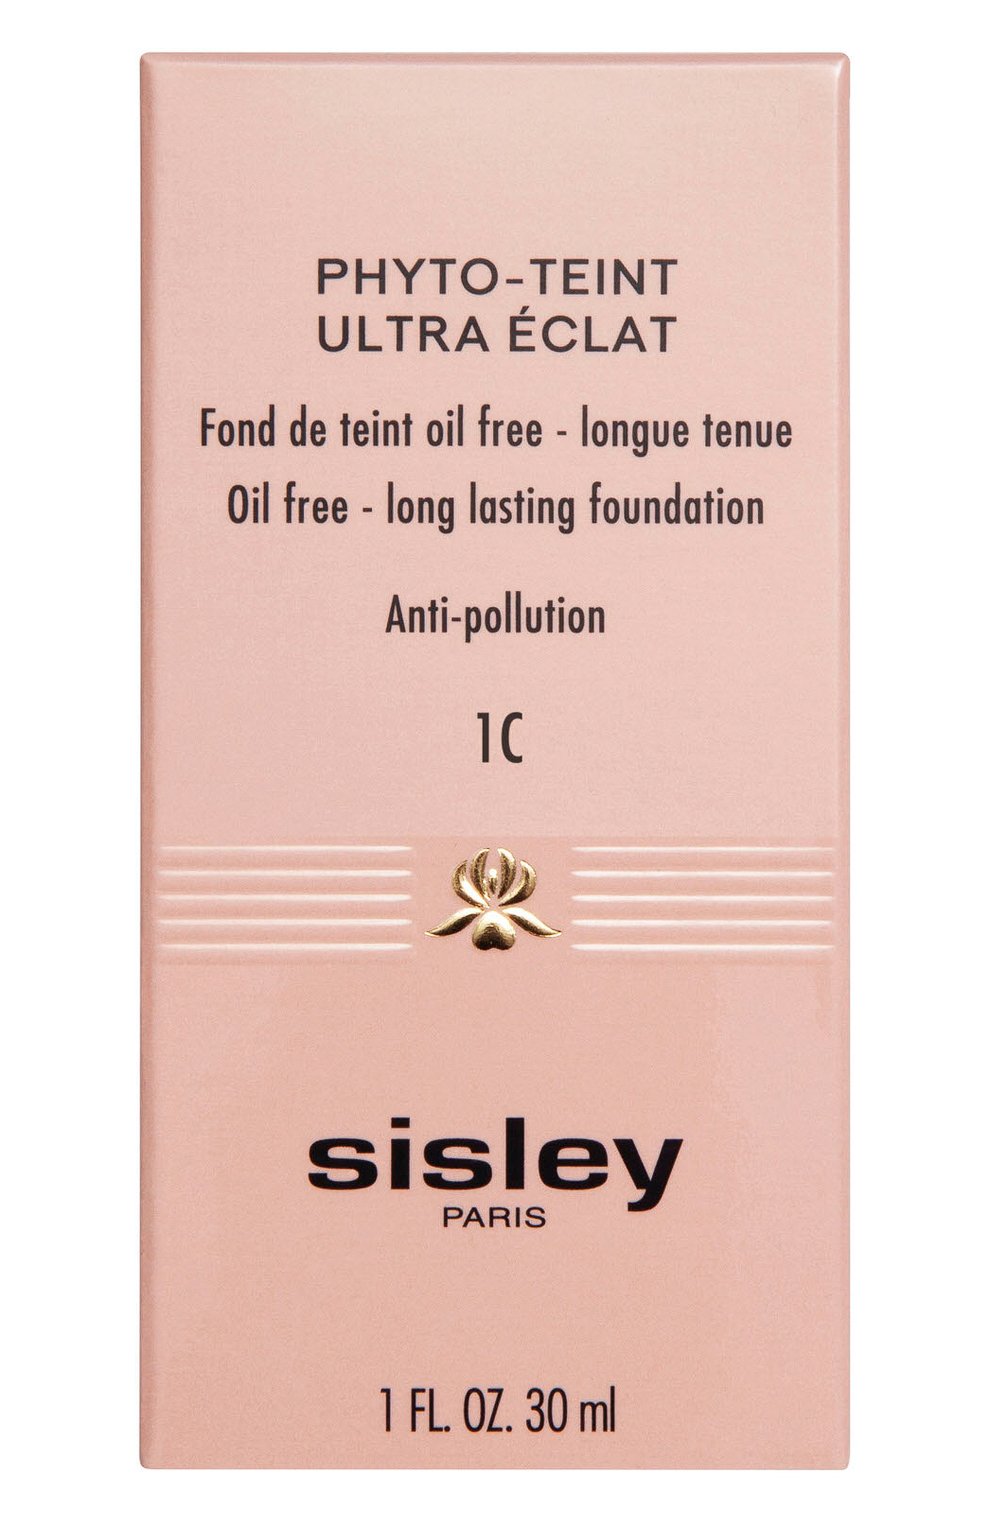 PHYTO-TEINT
ULTRA ÉCLAT
Fond de teint oil free - longue tenue
Oil free - long lasting foundation
Anti-pollution
1C
sisley
PARIS
1 FL. OZ. 30 ml